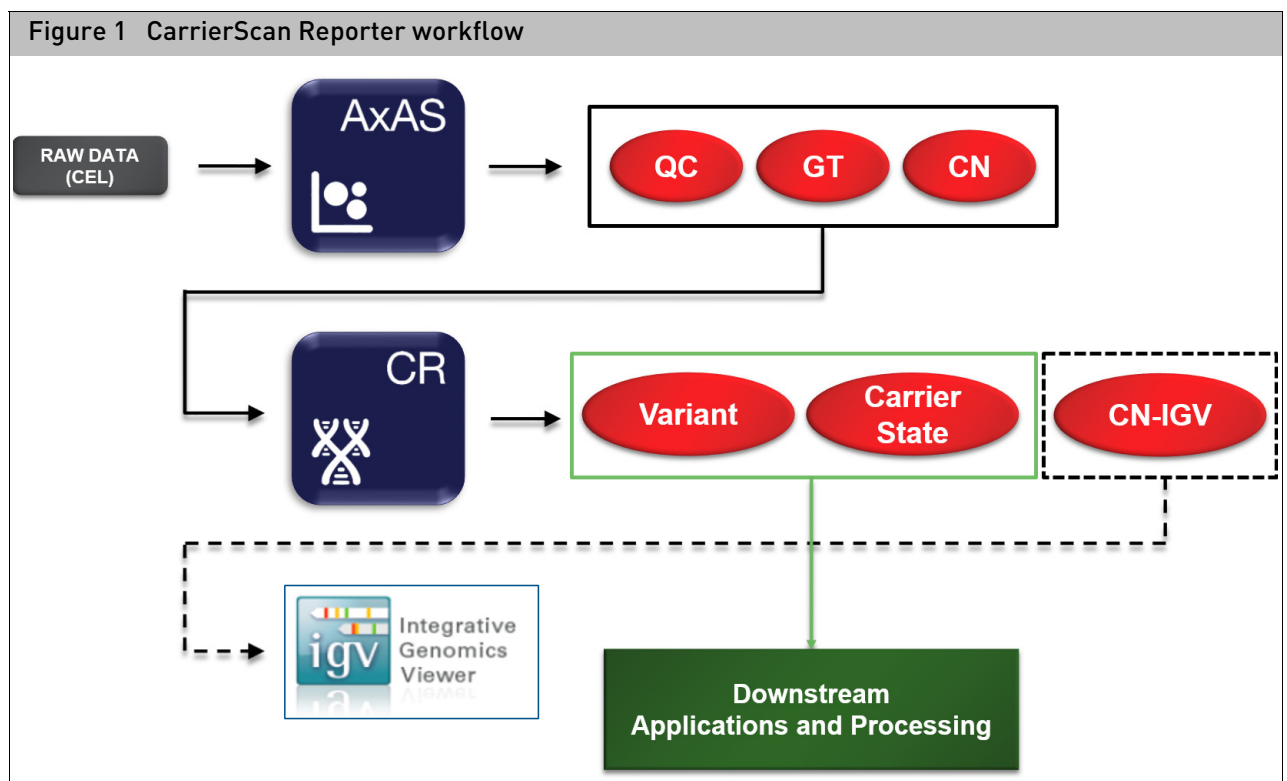 Figure 1 CarrierScan Reporter workflow
RAW DATA
(CEL)
AxAS
QC
GT
CN
CR
Variant
Carrier
State
CN-IGV
igv
Integrative
Genomics
Viewer
Downstream
Applications and Processing